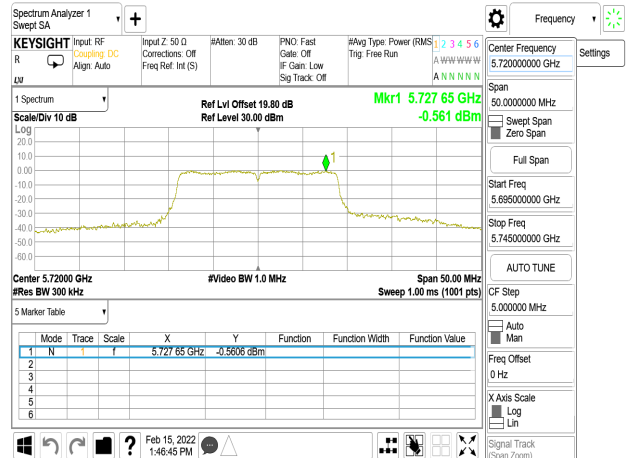 Spectrum Analyzer 1
Swept SA
Frequency
KEYSIGHT
R
LXI
Input: RF
Coupling: DC
Align: Auto
Input Z: 50 Ω
Corrections: Off
Freq Ref: Int (S)
#Atten: 30 dB
PNO: Fast
Gate: Off
IF Gain: Low
Sig Track: Off
#Avg Type: Power (RMS
Trig: Free Run
1 2 3 4 5 6
A W W W W W
A N N N N N
1 Spectrum
Scale/Div 10 dB
Ref Lvl Offset 19.80 dB
Ref Level 30.00 dBm
Mkr1 5.727 65 GHz
-0.561 dBm
Log
20.0
10.0
0.00
-10.0
-20.0
-30.0
-40.0
-50.0
-60.0
1
Center 5.72000 GHz
#Res BW 300 kHz
#Video BW 1.0 MHz
Span 50.00 MHz
Sweep 1.00 ms (1001 pts)
5 Marker Table
Mode Trace Scale X Y Function Function Width Function Value
1 N 1 f 5.727 65 GHz -0.5606 dBm
2
3
4
5
6
Feb 15, 2022
1:46:45 PM
?
Center Frequency
5.720000000 GHz
Settings
Span
50.0000000 MHz
Swept Span
Zero Span
Full Span
Start Freq
5.695000000 GHz
Stop Freq
5.745000000 GHz
AUTO TUNE
CF Step
5.000000 MHz
Auto
Man
Freq Offset
0 Hz
X Axis Scale
Log
Lin
Signal Track
(Span Zoom)